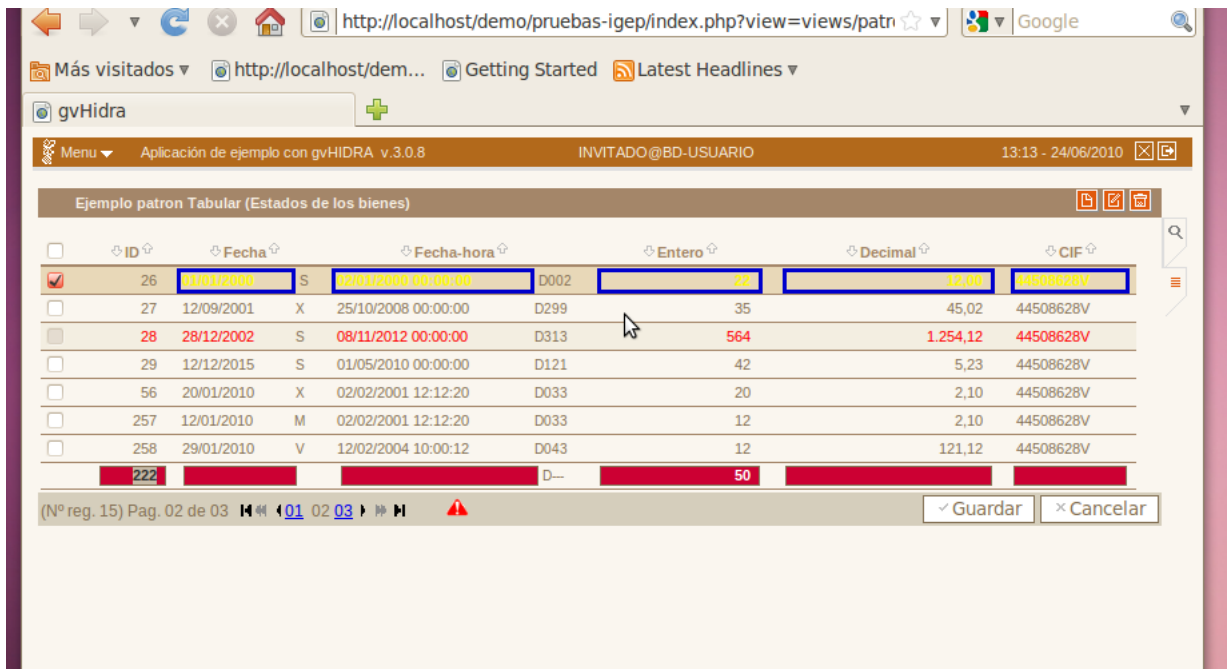 http://localhost/demo/pruebas-igep/index.php?view=views/patr Google
Más visitados http://localhost/dem... Getting Started Latest Headlines
gvHidra
Menu Aplicación de ejemplo con gvHIDRA v.3.0.8 INVITADO@BD-USUARIO 13:13 - 24/06/2010
Ejemplo patron Tabular (Estados de los bienes)
ID Fecha Fecha-hora Entero Decimal CIF
26 01/01/2000 S 02/01/2000 00:00:00 D002 22 12,00 44508628V
27 12/09/2001 X 25/10/2008 00:00:00 D299 35 45,02 44508628V
28 28/12/2002 S 08/11/2012 00:00:00 D313 564 1.254,12 44508628V
29 12/12/2015 S 01/05/2010 00:00:00 D121 42 5,23 44508628V
56 20/01/2010 X 02/02/2001 12:12:20 D033 20 2,10 44508628V
257 12/01/2010 M 02/02/2001 12:12:20 D033 12 2,10 44508628V
258 29/01/2010 V 12/02/2004 10:00:12 D043 12 121,12 44508628V
222 D--- 50
(Nº reg. 15) Pag. 02 de 03 01 02 03 Guardar Cancelar